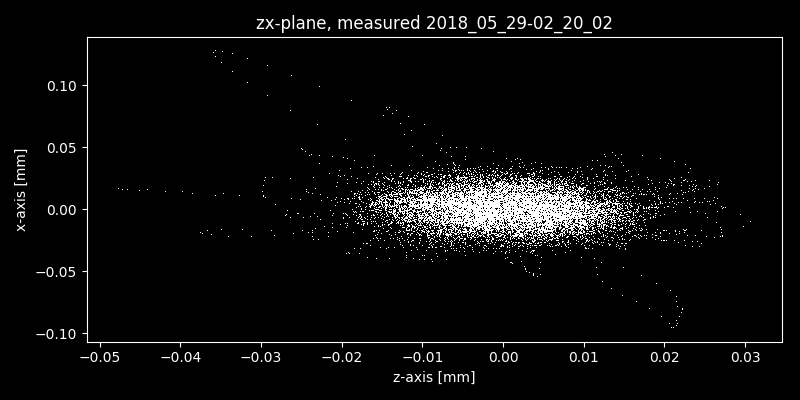 zx-plane, measured 2018_05_29-02_20_02
x-axis [mm]
0.10
0.05
0.00
−0.05
−0.10
−0.05 −0.04 −0.03 −0.02 −0.01 0.00 0.01 0.02 0.03
z-axis [mm]